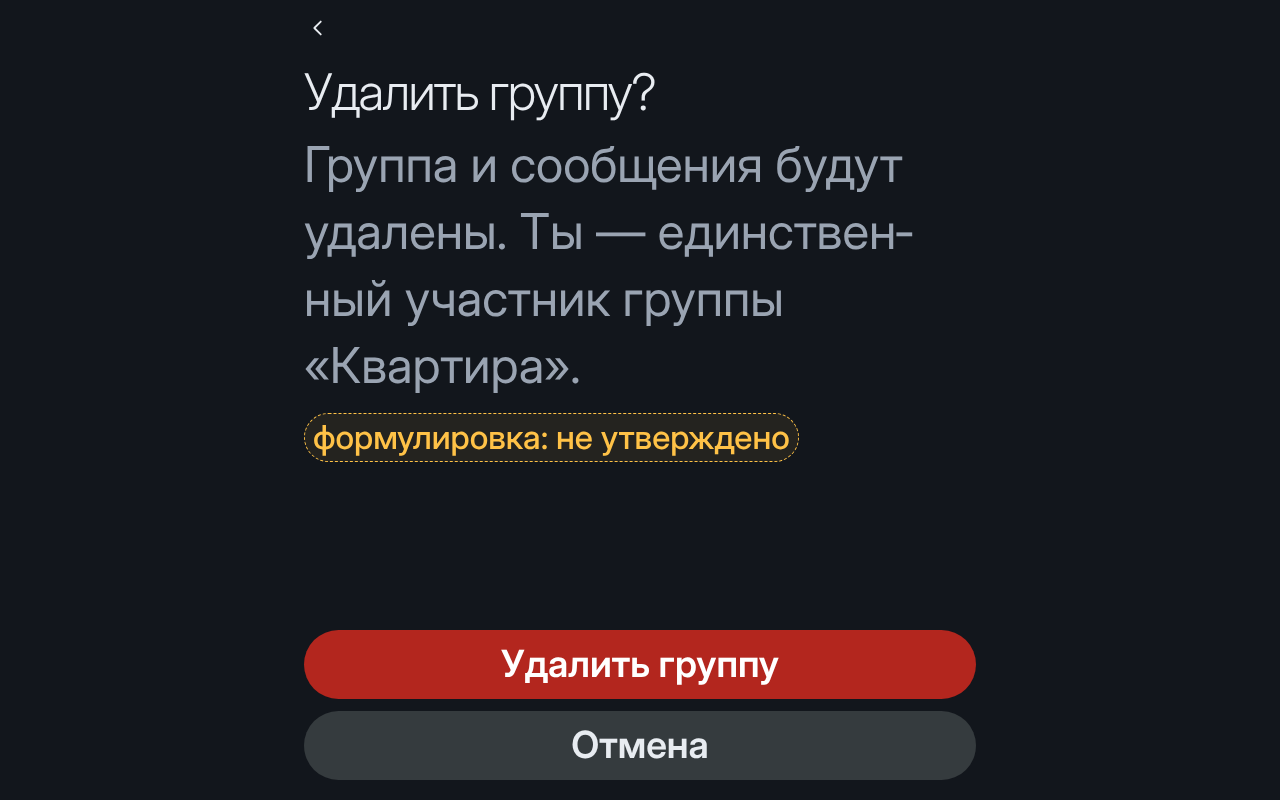 Удалить группу?
Группа и сообщения будут
удалены. Ты — единствен-
ный участник группы
«Квартира».
формулировка: не утверждено
Удалить группу
Отмена